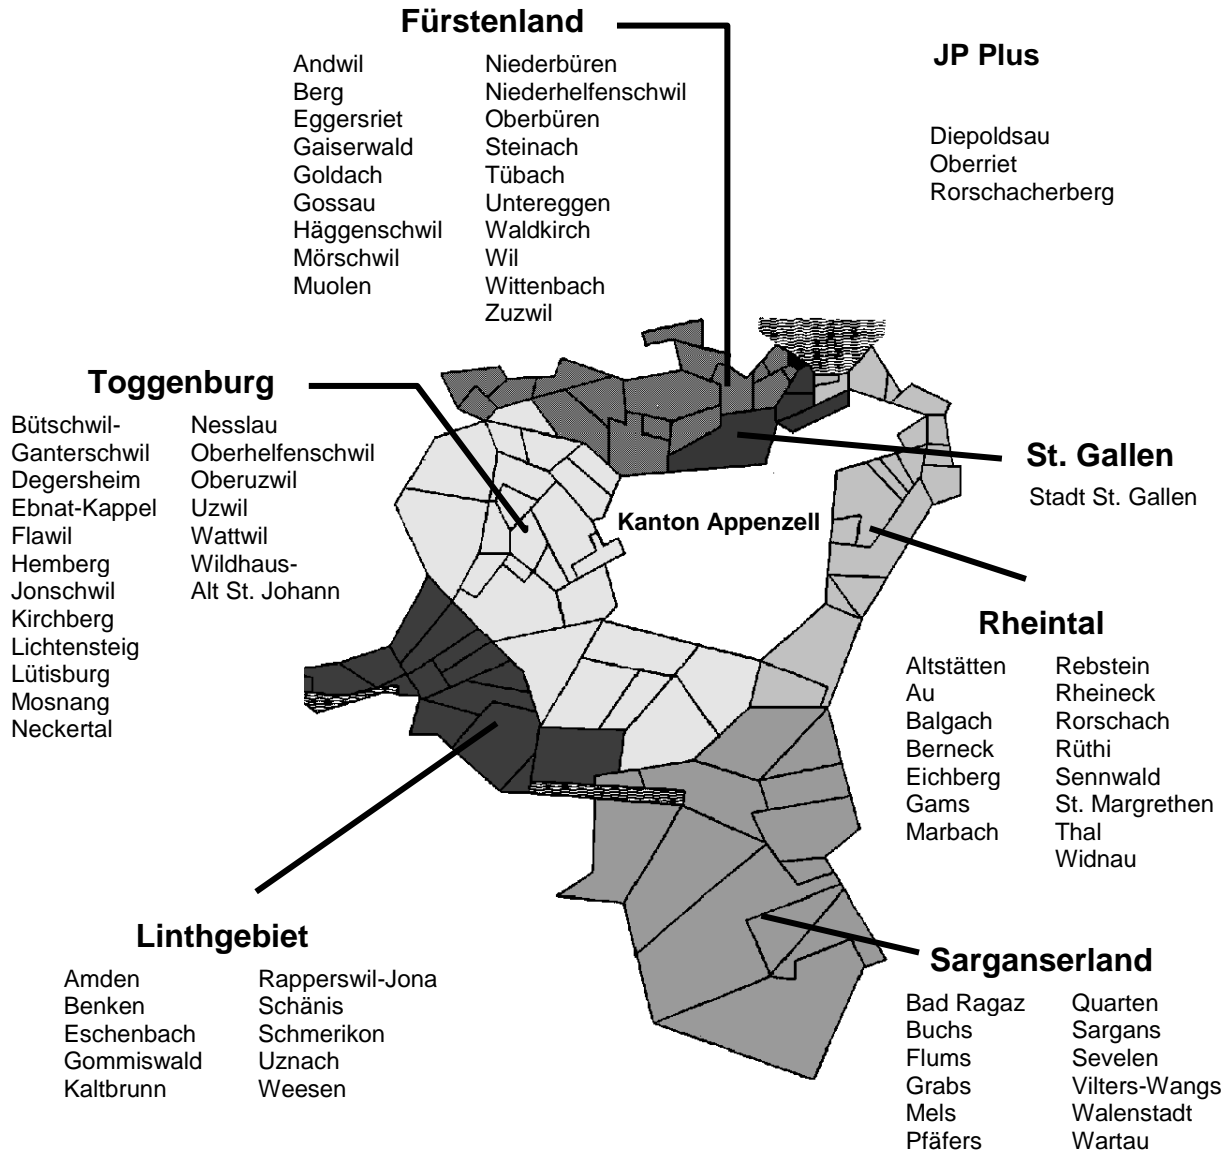 Fürstenland
Andwil
Berg
Eggersriet
Gaiserwald
Goldach
Gossau
Häggenschwil
Mörschwil
Muolen
Niederbüren
Niederhelfenschwil
Oberbüren
Steinach
Tübach
Untereggen
Waldkirch
Wil
Wittenbach
Zuzwil
JP Plus
Diepoldsau
Oberriet
Rorschacherberg
Toggenburg
Bütschwil-
Ganterschwil
Degersheim
Ebnat-Kappel
Flawil
Hemberg
Jonschwil
Kirchberg
Lichtensteig
Lütisburg
Mosnang
Neckertal
Nesslau
Oberhelfenschwil
Oberuzwil
Uzwil
Wattwil
Wildhaus-
Alt St. Johann
Kanton Appenzell
St. Gallen
Stadt St. Gallen
Rheintal
Altstätten
Au
Balgach
Berneck
Eichberg
Gams
Marbach
Rebstein
Rheineck
Rorschach
Rüthi
Sennwald
St. Margrethen
Thal
Widnau
Linthgebiet
Amden
Benken
Eschenbach
Gommiswald
Kaltbrunn
Rapperswil-Jona
Schänis
Schmerikon
Uznach
Weesen
Sarganserland
Bad Ragaz
Buchs
Flums
Grabs
Mels
Pfäfers
Quarten
Sargans
Sevelen
Vilters-Wangs
Walenstadt
Wartau